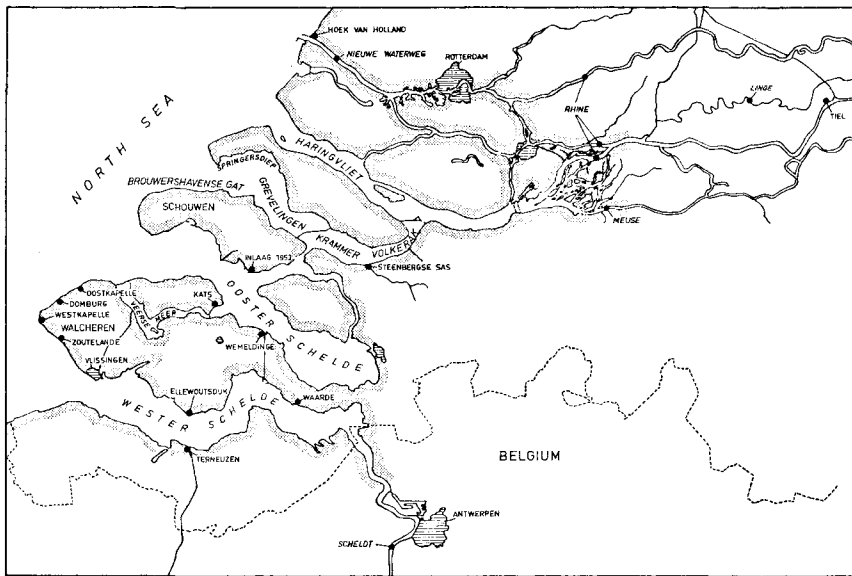 HOEK VAN HOLLAND
NIEUWE WATERWEG
ROTTERDAM
RHINE
LINGE
TIEL
NORTH SEA
HARINGVLIET
SPRINGERSDIEP
BROUWERSHAVENSE GAT
GREVELINGEN
SCHOUWEN
KRAMMER
VOLKERAK
MEUSE
INLAAG 1953
STEENBERGSE SAS
OOSTKAPELLE
DOMBURG
WESTKAPELLE
WALCHEREN
VEERSE MEER
KATS
OOSTER SCHELDE
ZOUTELANDE
WEMELDINGE
VLISSINGEN
ELLEWOUTSDIJK
WAARDE
WESTER SCHELDE
TERNEUZEN
BELGIUM
ANTWERPEN
SCHELDT